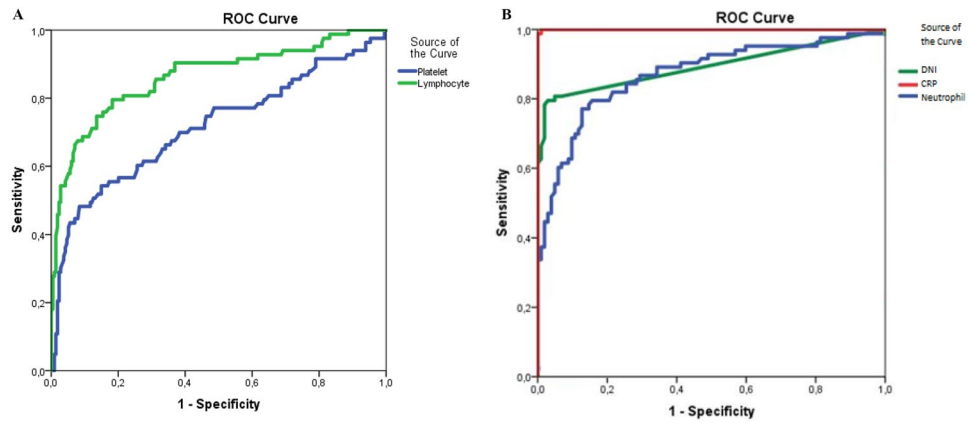 A
ROC Curve
Source of
the Curve
Platelet
Lymphocyte
1,0
0,8
0,6
0,4
0,2
0,0
Sensitivity
0,0 0,2 0,4 0,6 0,8 1,0
1 - Specificity
B
ROC Curve
Source of
the Curve
DNI
CRP
Neutrophil
1,0
0,8
0,6
0,4
0,2
0,0
Sensitivity
0,0 0,2 0,4 0,6 0,8 1,0
1 - Specificity